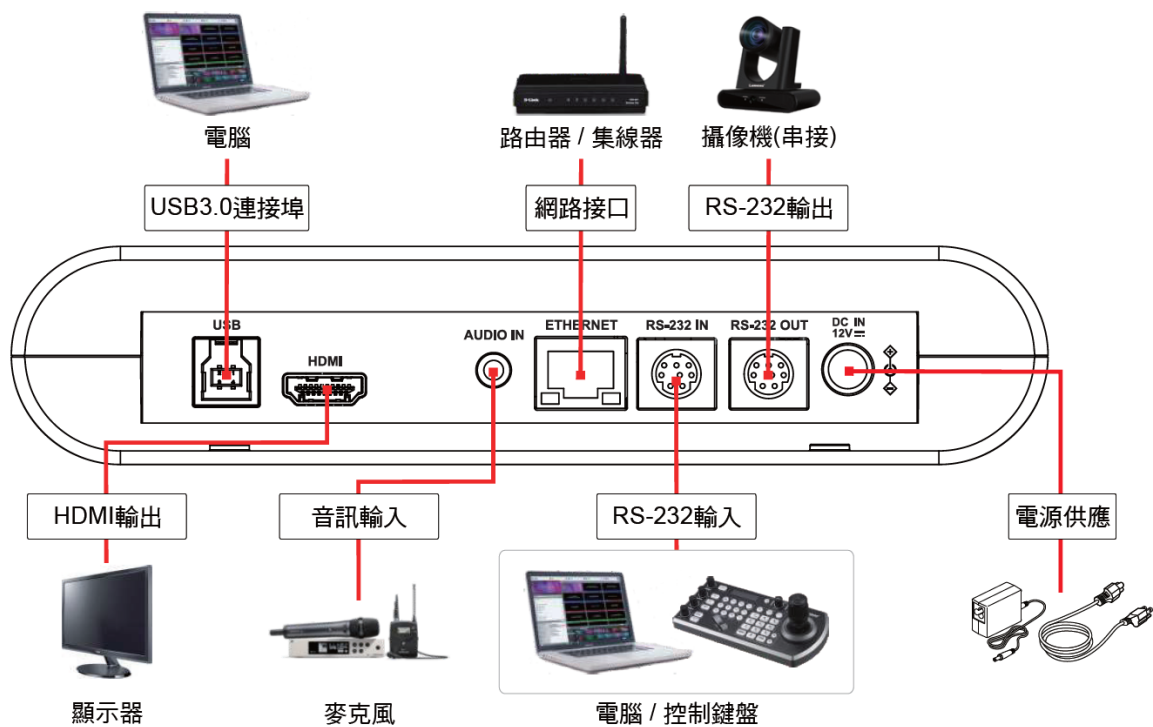 電腦
路由器 / 集線器
攝像機(串接)
USB3.0連接埠
網路接口
RS-232輸出
USB
HDMI
AUDIO IN
ETHERNET
RS-232 IN
RS-232 OUT
DC IN
12V
HDMI輸出
音訊輸入
RS-232輸入
電源供應
顯示器
麥克風
電腦 / 控制鍵盤
D-Link